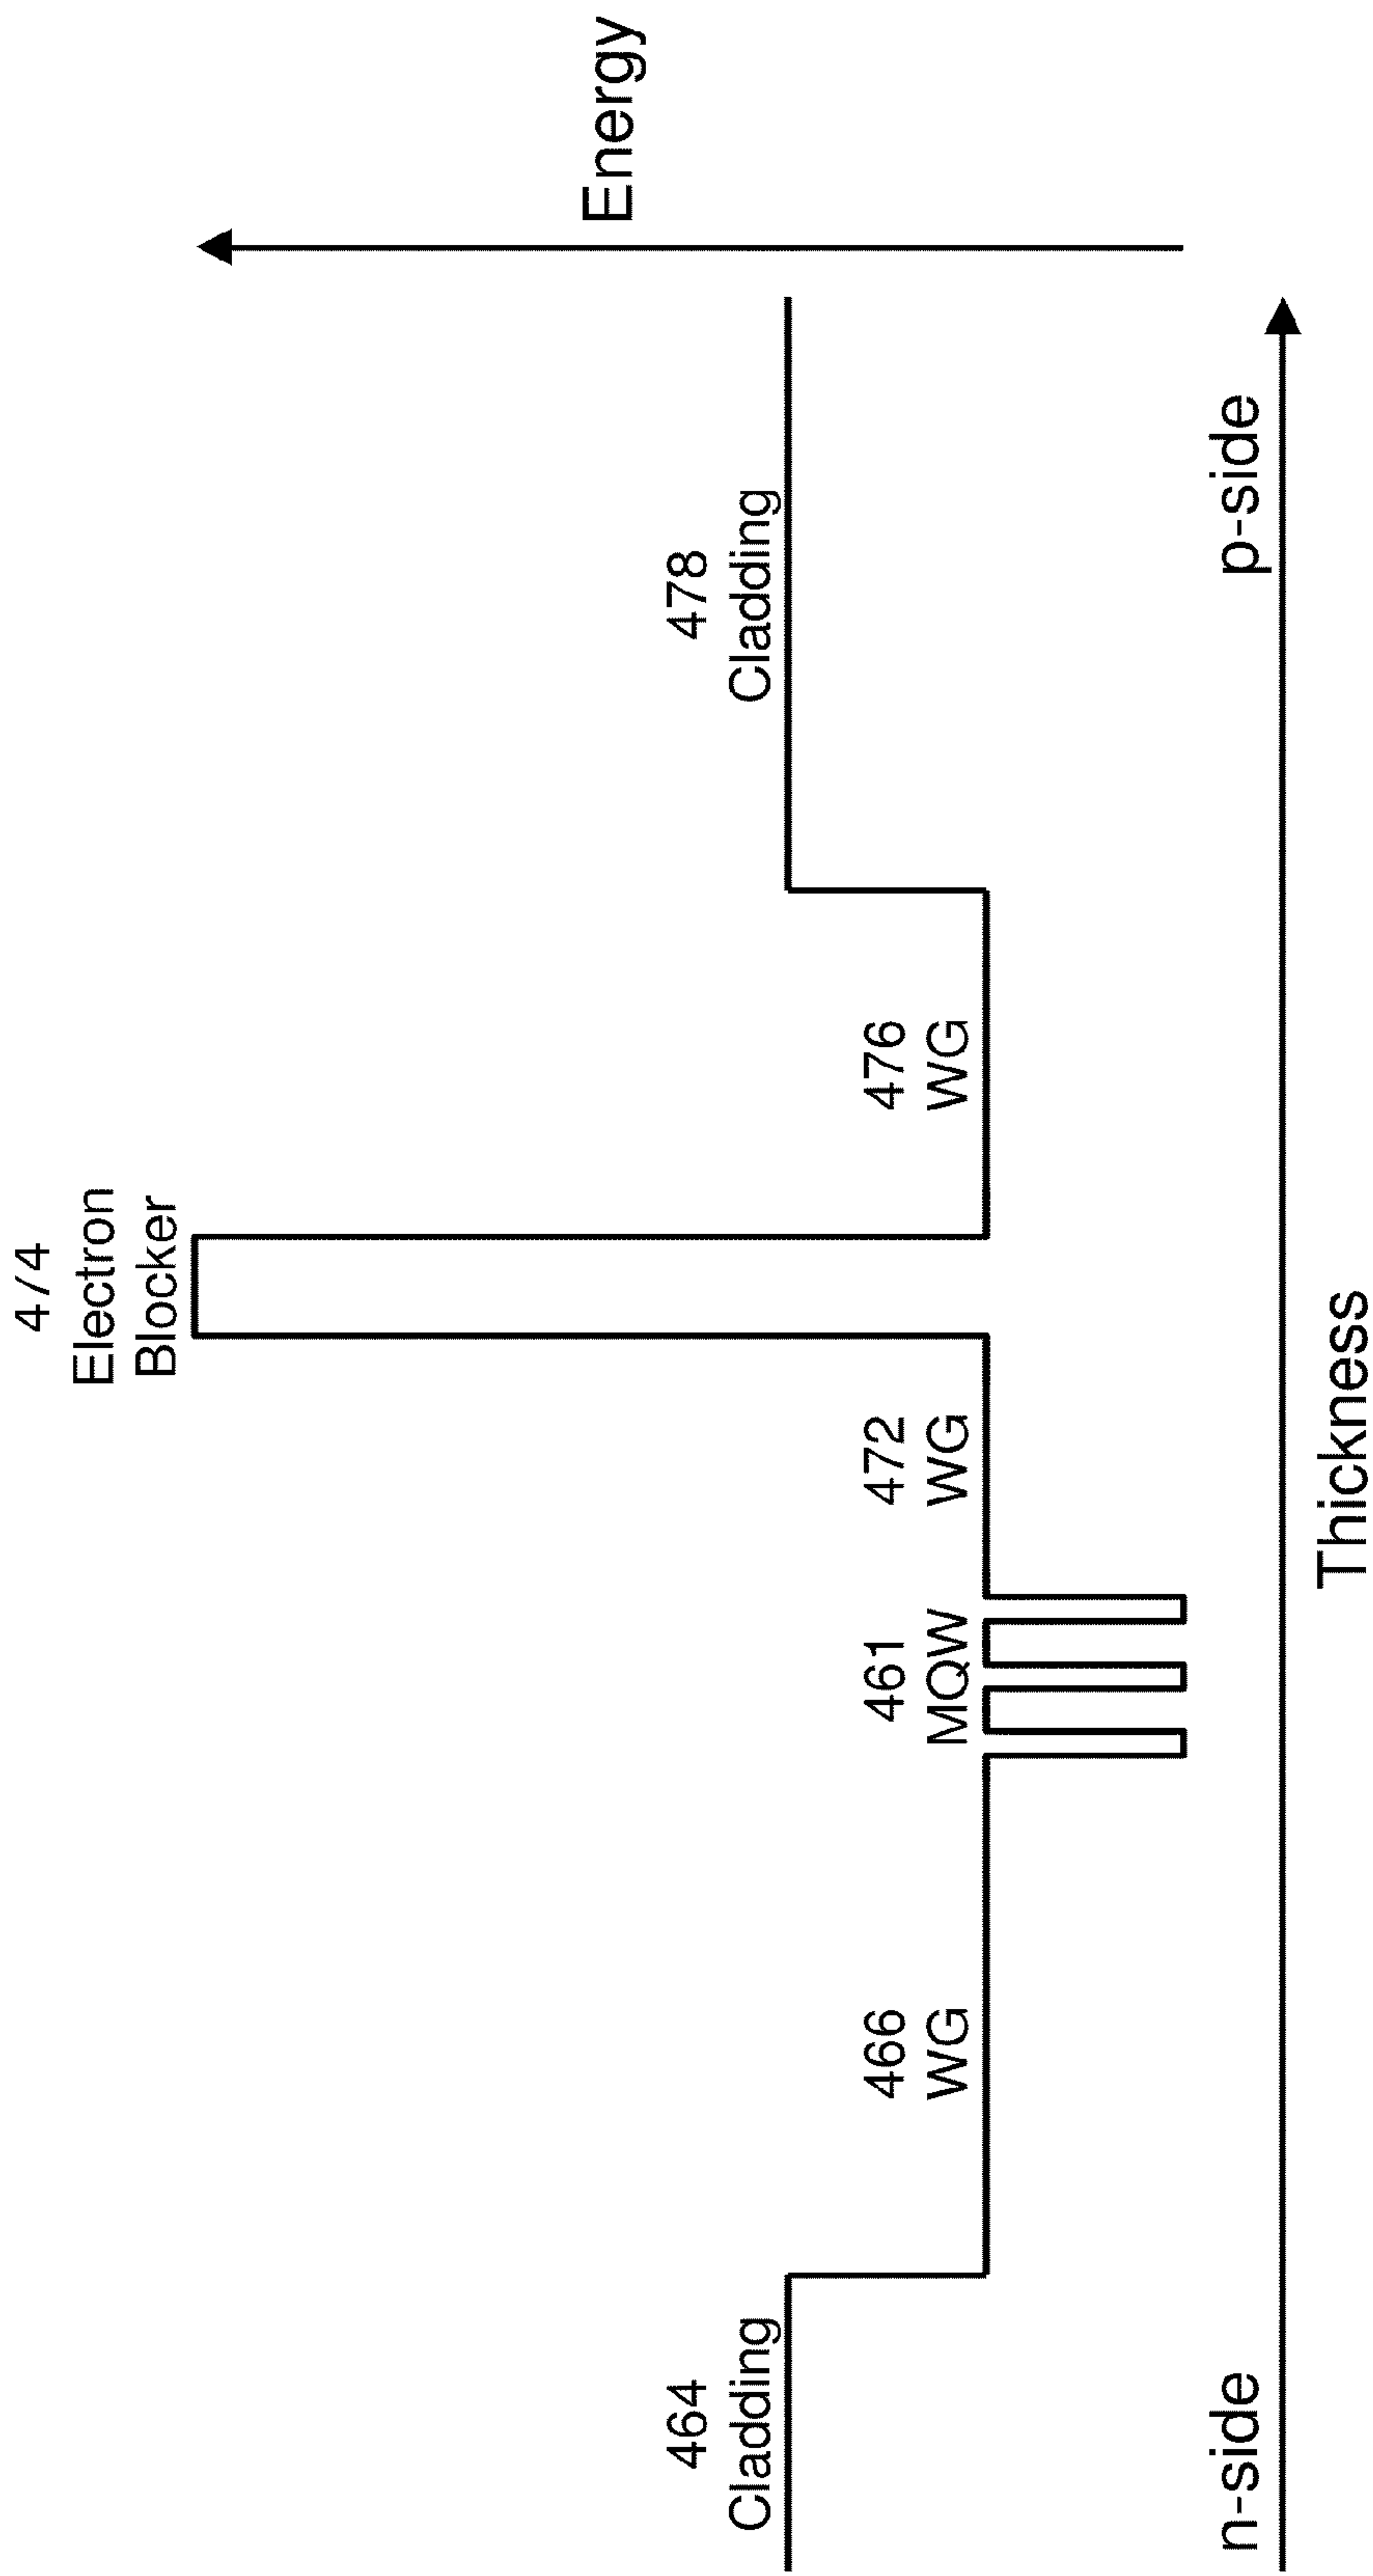 474
Electron
Blocker
Energy
464
Cladding
478
Cladding
466
WG
461
MQW
472
WG
476
WG
n-side
p-side
Thickness